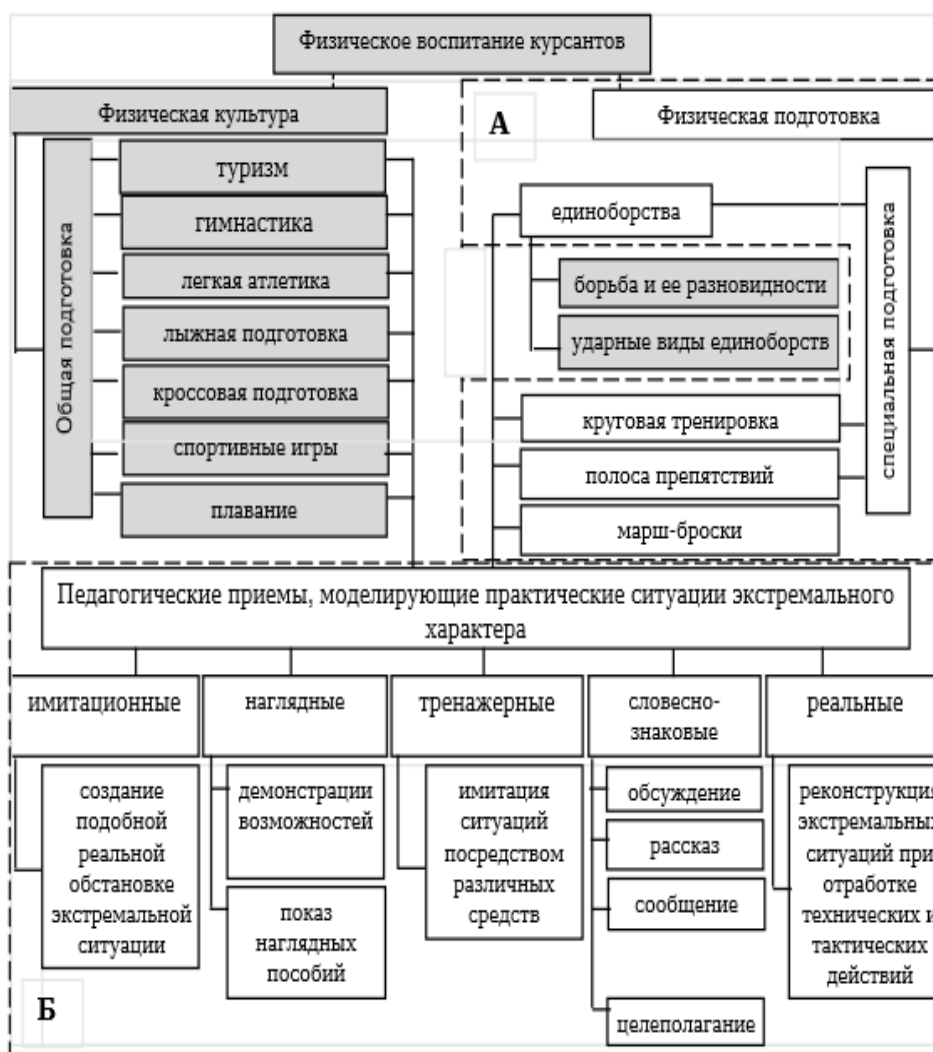 Физическое воспитание курсантов
Физическая культура
А
Физическая подготовка
Общая подготовка
туризм
гимнастика
легкая атлетика
лыжная подготовка
кроссовая подготовка
спортивные игры
плавание
единоборства
борьба и ее разновидности
ударные виды единоборств
круговая тренировка
полоса препятствий
марш-броски
специальная подготовка
Педагогические приемы, моделирующие практические ситуации экстремального
характера
имитационные
создание
подобной
реальной
обстановке
экстремальной
ситуации
наглядные
демонстрации
возможностей
показ
наглядных
пособий
тренажерные
имитация
ситуаций
посредством
различных
средств
словесно-
знаковые
обсуждение
рассказ
сообщение
целеполагание
реальные
реконструкция
экстремальных
ситуаций при
отработке
технических и
тактических
действий
Б